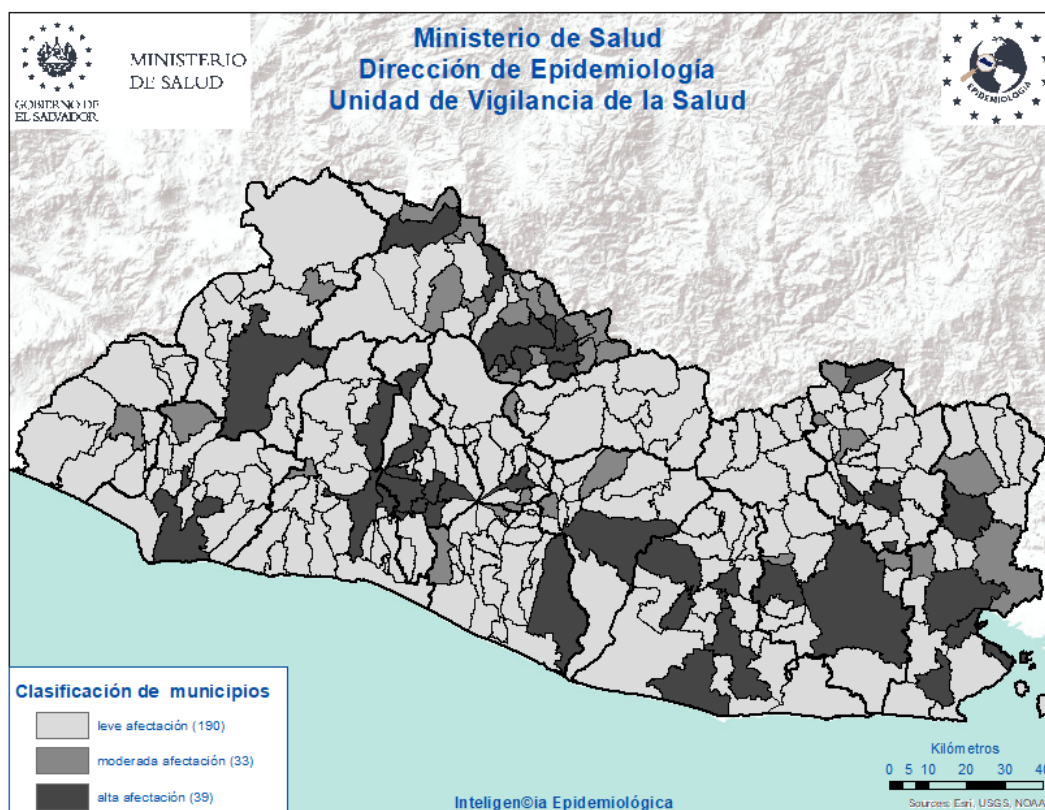 Ministerio de Salud
Dirección de Epidemiología
Unidad de Vigilancia de la Salud
MINISTERIO
DE SALUD
GOBIERNO DE
EL SALVADOR
EPIDEMIOLOGÍA
Clasificación de municipios
leve afectación (190)
moderada afectación (33)
alta afectación (39)
Kilómetros
0 5 10 20 30 40
Inteligen©ia Epidemiológica
Sources: Esri, USGS, NOAA